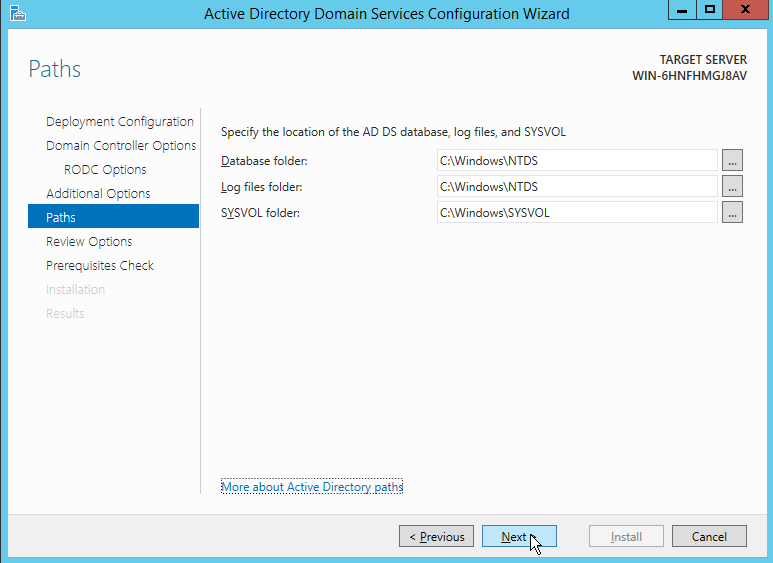 Active Directory Domain Services Configuration Wizard
Paths
TARGET SERVER
WIN-6HNFHMGJ8AV
Deployment Configuration
Domain Controller Options
RODC Options
Additional Options
Paths
Review Options
Prerequisites Check
Installation
Results
Specify the location of the AD DS database, log files, and SYSVOL
Database folder: C:\Windows\NTDS ...
Log files folder: C:\Windows\NTDS ...
SYSVOL folder: C:\Windows\SYSVOL ...
More about Active Directory paths
< Previous Next > Install Cancel